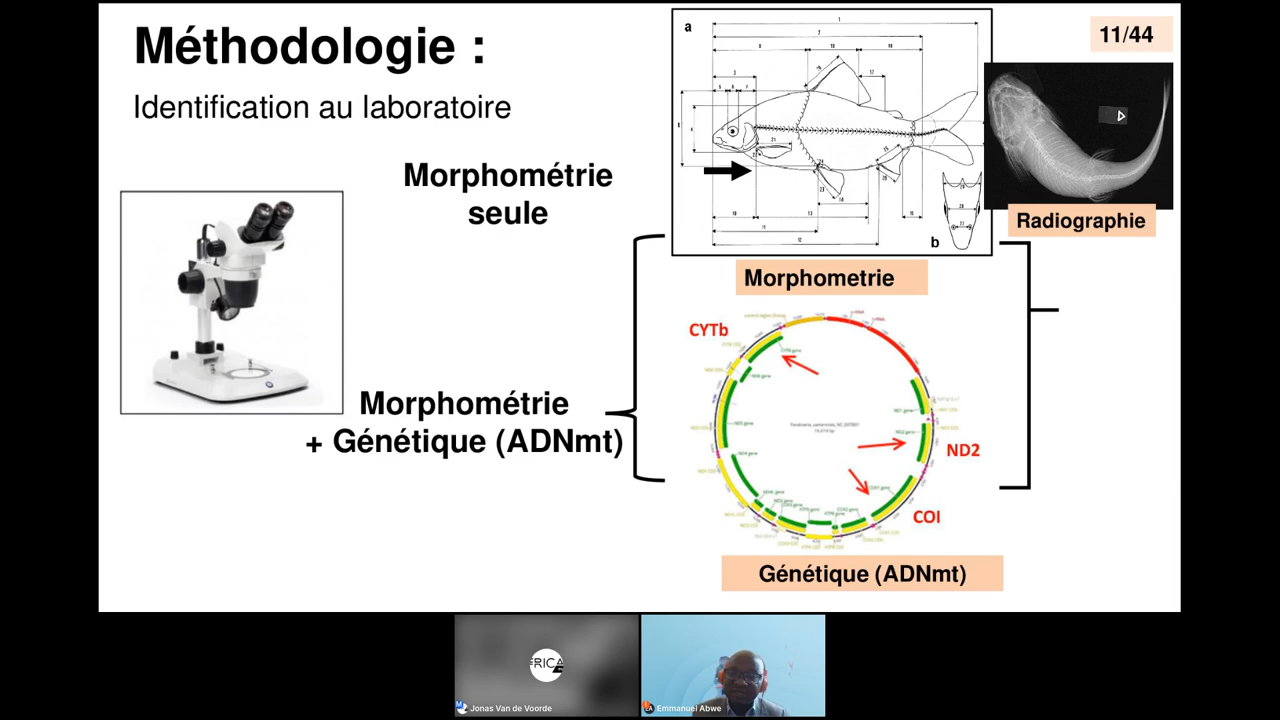 Méthodologie :
11/44
Identification au laboratoire
a
b
Morphométrie
seule
Radiographie
Morphometrie
CYTb
Morphométrie
+ Génétique (ADNmt)
ND2
COI
Génétique (ADNmt)
FRICA
Jonas Van de Voorde
Emmanuel Abwe